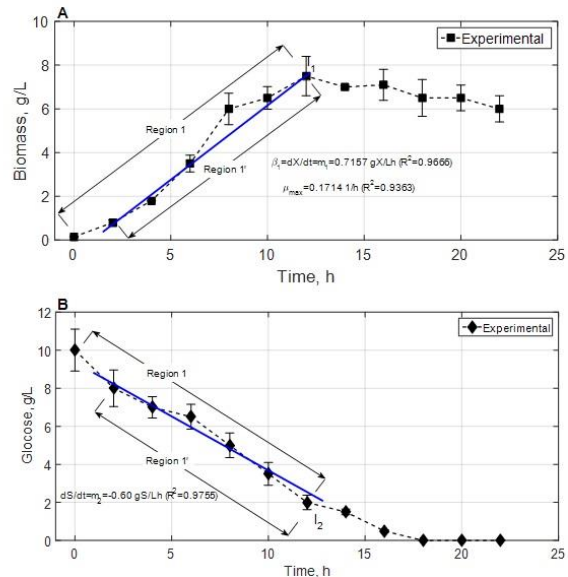 A
10
8
6
4
2
0
Biomass, g/L
Experimental
I1
Region 1
Region 1'
β1=dX/dt=m1=0.7157 gX/Lh (R2=0.9666)
μmax=0.1714 1/h (R2=0.9363)
0 5 10 15 20 25
Time, h
B
12
10
8
6
4
2
0
Gloccose, g/L
Experimental
Region 1
Region 1'
dS/dt=m2=-0.60 gS/Lh (R2=0.9755)
I2
0 5 10 15 20 25
Time, h